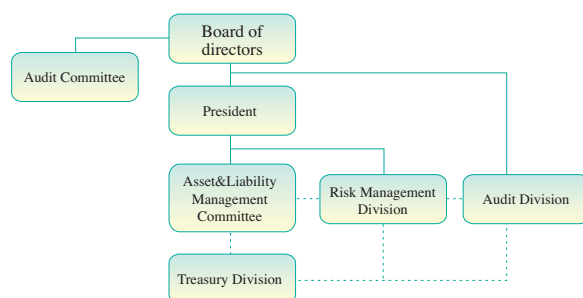 Board of
directors
Audit Committee
President
Asset&Liability
Management
Committee
Risk Management
Division
Audit Division
Treasury Division